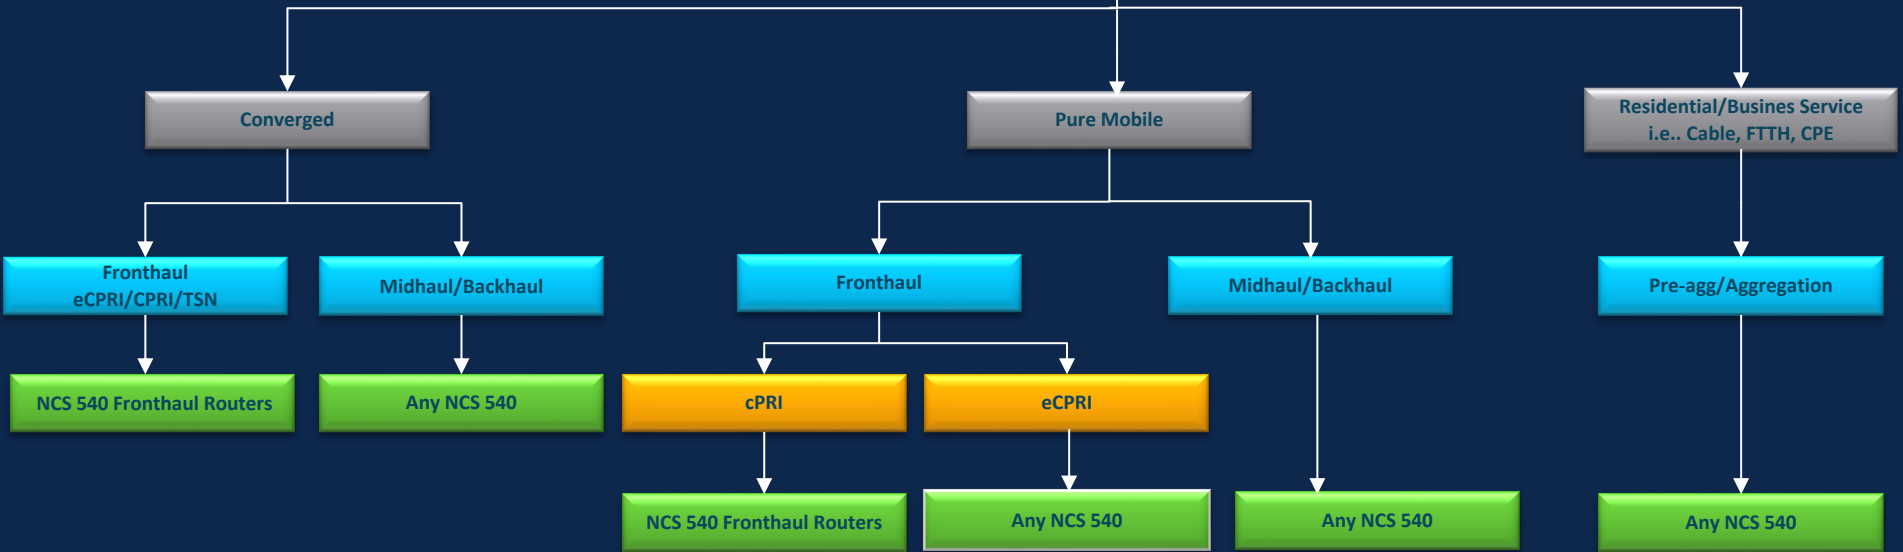 Converged
Pure Mobile
Residential/Busines Service
i.e.. Cable, FTTH, CPE
Fronthaul
eCPRI/CPRI/TSN
Midhaul/Backhaul
Fronthaul
Midhaul/Backhaul
Pre-agg/Aggregation
NCS 540 Fronthaul Routers
Any NCS 540
cPRI
eCPRI
NCS 540 Fronthaul Routers
Any NCS 540
Any NCS 540
Any NCS 540